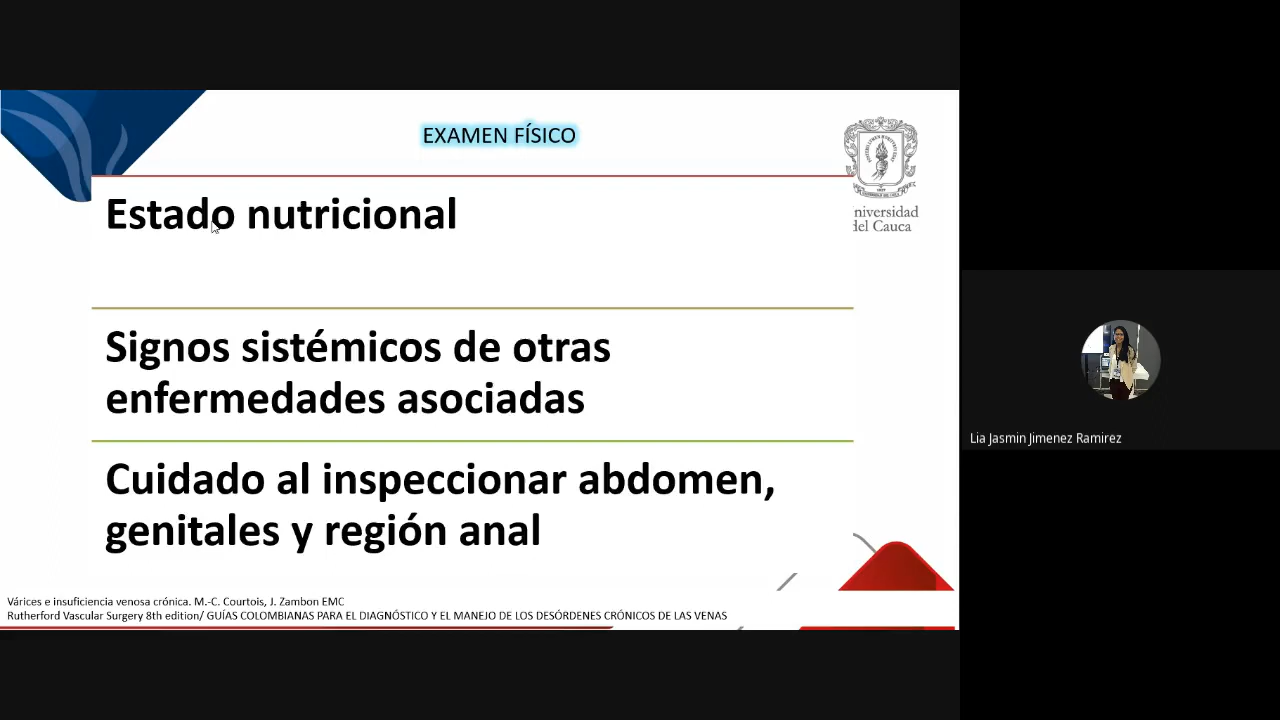 EXAMEN FÍSICO
niversidad
del Cauca
Estado nutricional
Signos sistémicos de otras
enfermedades asociadas
Cuidado al inspeccionar abdomen,
genitales y región anal
Várices e insuficiencia venosa crónica. M.-C. Courtois, J. Zambon EMC
Rutherford Vascular Surgery 8th edition/ GUÍAS COLOMBIANAS PARA EL DIAGNÓSTICO Y EL MANEJO DE LOS DESÓRDENES CRÓNICOS DE LAS VENAS
Lia Jasmin Jimenez Ramirez